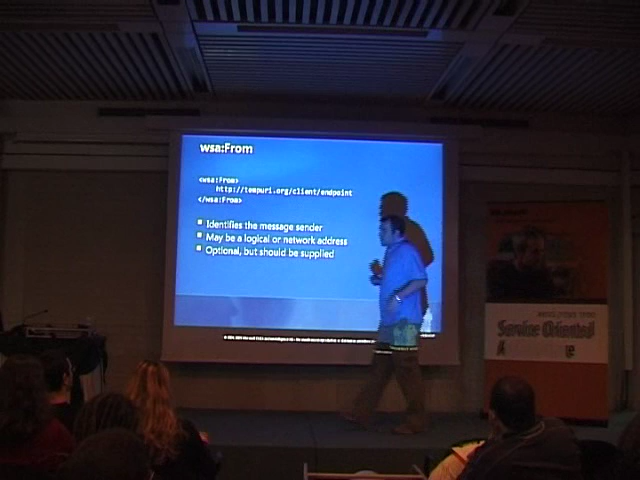 wsa:From
<wsa:From>
http://tempuri.org/client/endpoint
</wsa:From>
Identifies the message sender
May be a logical or network address
Optional, but should be supplied
Service Oriented